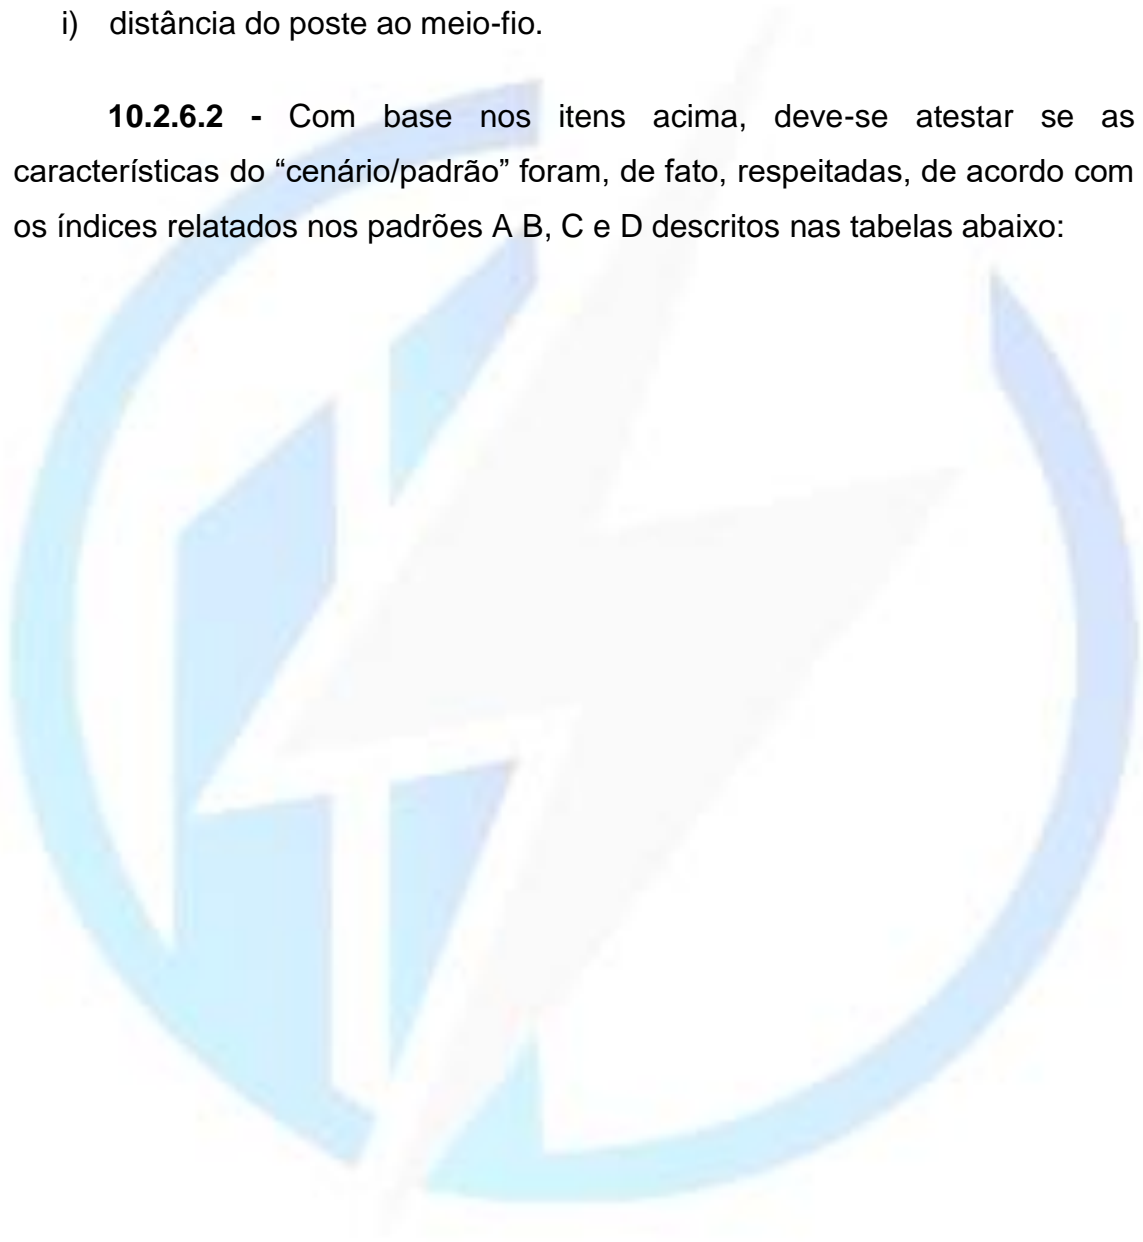 i) distância do poste ao meio-fio.
10.2.6.2 - Com base nos itens acima, deve-se atestar se as
características do “cenário/padrão” foram, de fato, respeitadas, de acordo com
os índices relatados nos padrões A B, C e D descritos nas tabelas abaixo: